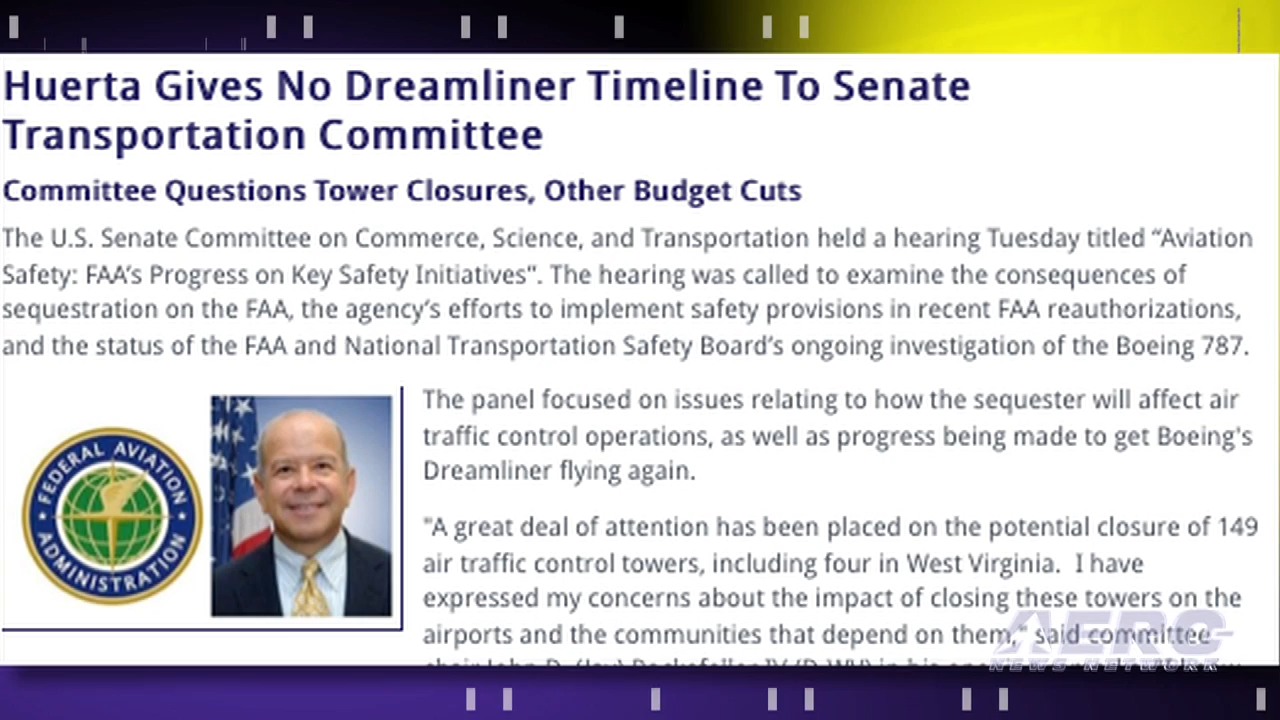 Huerta Gives No Dreamliner Timeline To Senate
Transportation Committee
Committee Questions Tower Closures, Other Budget Cuts
The U.S. Senate Committee on Commerce, Science, and Transportation held a hearing Tuesday titled “Aviation
Safety: FAA’s Progress on Key Safety Initiatives”. The hearing was called to examine the consequences of
sequestration on the FAA, the agency’s efforts to implement safety provisions in recent FAA reauthorizations,
and the status of the FAA and National Transportation Safety Board’s ongoing investigation of the Boeing 787.
FEDERAL AVIATION
ADMINISTRATION
The panel focused on issues relating to how the sequester will affect air
traffic control operations, as well as progress being made to get Boeing's
Dreamliner flying again.
"A great deal of attention has been placed on the potential closure of 149
air traffic control towers, including four in West Virginia.  I have
expressed my concerns about the impact of closing these towers on the
airports and the communities that depend on them," said committee
chair John D. (Jay) Rockefeller IV (D-WV) in his
AERO
NEWS NETWORK